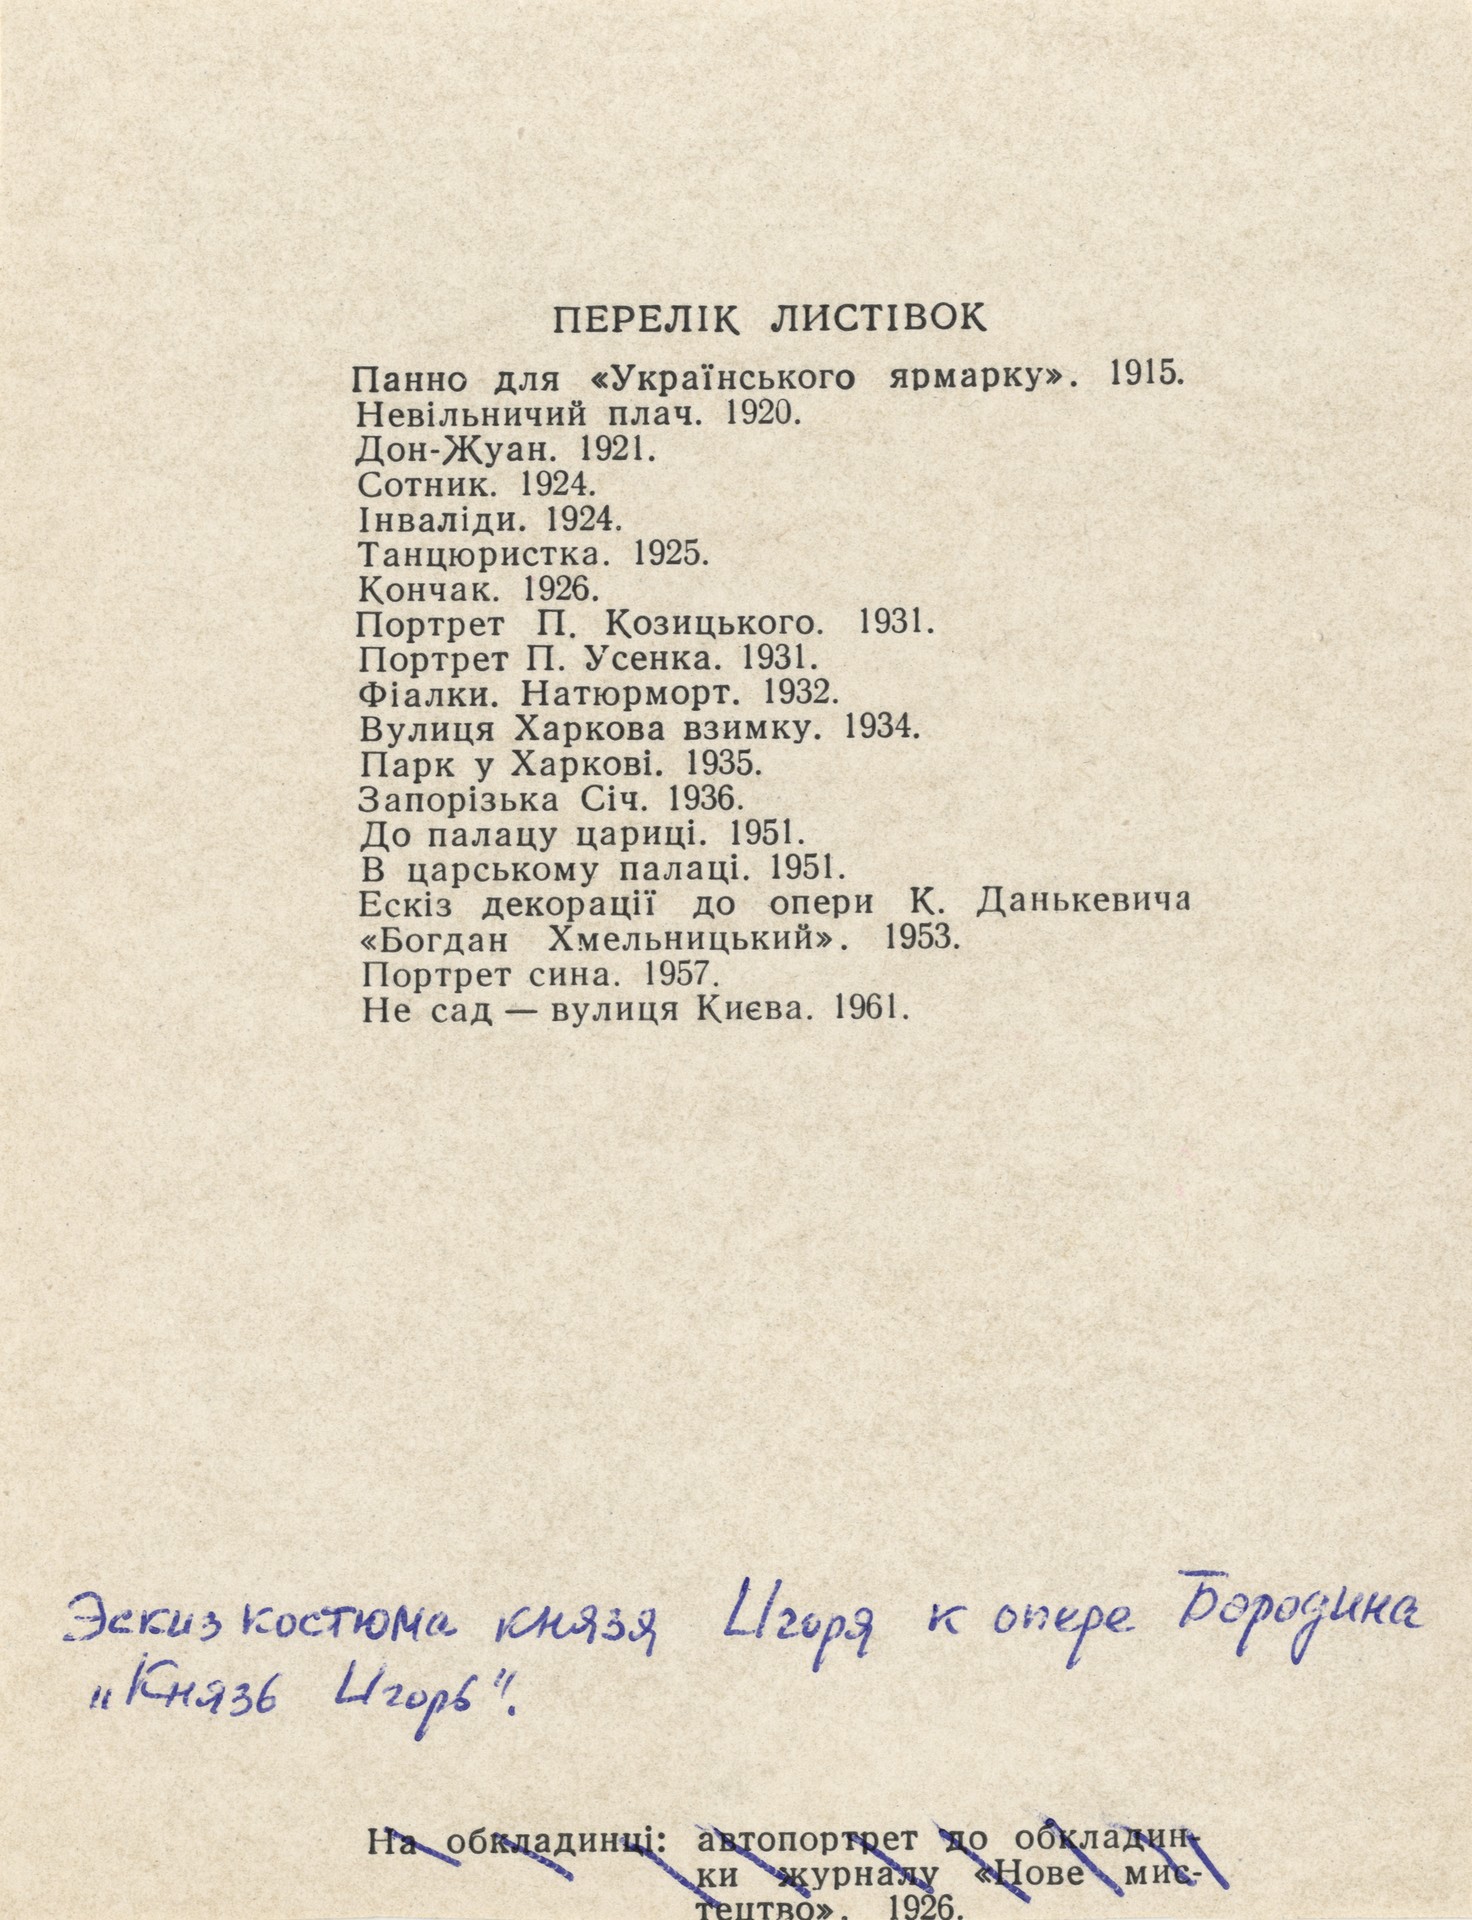 ПЕРЕЛІК ЛИСТІВОК
Панно для «Українського ярмарку». 1915.
Невільничий плач. 1920.
Дон-Жуан. 1921.
Сотник. 1924.
Інваліди. 1924.
Танцюристка. 1925.
Кончак. 1926.
Портрет П. Козицького. 1931.
Портрет П. Усенка. 1931.
Фіалки. Натюрморт. 1932.
Вулиця Харкова взимку. 1934.
Парк у Харкові. 1935.
Запорізька Січ. 1936.
До палацу цариці. 1951.
В царському палаці. 1951.
Ескіз декорації до опери К. Данькевича
«Богдан Хмельницький». 1953.
Портрет сина. 1957.
Не сад — вулиця Києва. 1961.
Эскиз костюма князя Игоря к опере Бородина
„Князь Игорь“.
На обкладинці: автопортрет до обкладин-
ки журналу «Нове мис-
тецтво». 1926.